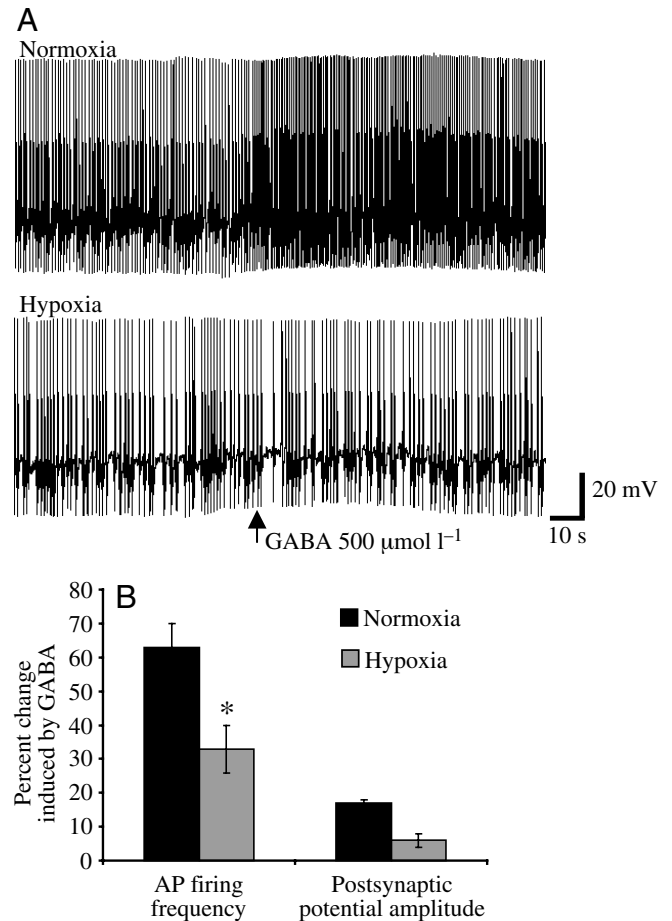 A
Normoxia
Hypoxia
20 mV
10 s
GABA 500 μmol l⁻¹
B
80
70
60
50
40
30
20
10
0
Percent change
induced by GABA
Normoxia
Hypoxia
*
AP firing
frequency
Postsynaptic
potential amplitude